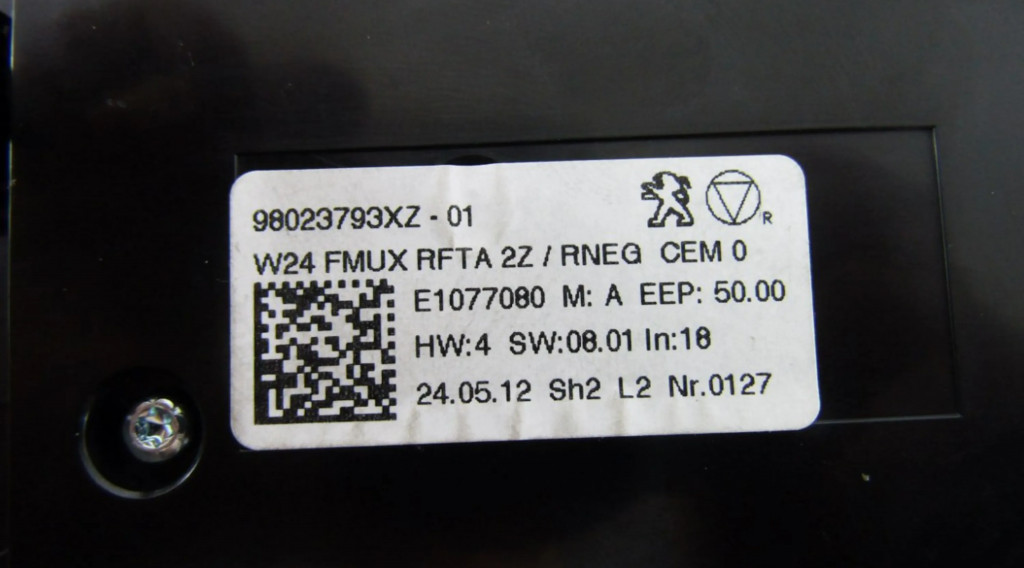 98023793XZ - 01
R
W24 FMUX RFTA 2Z / RNEG CEM 0
E1077080 M: A EEP: 50.00
HW:4 SW:08.01 In:18
24.05.12 Sh2 L2 Nr.0127